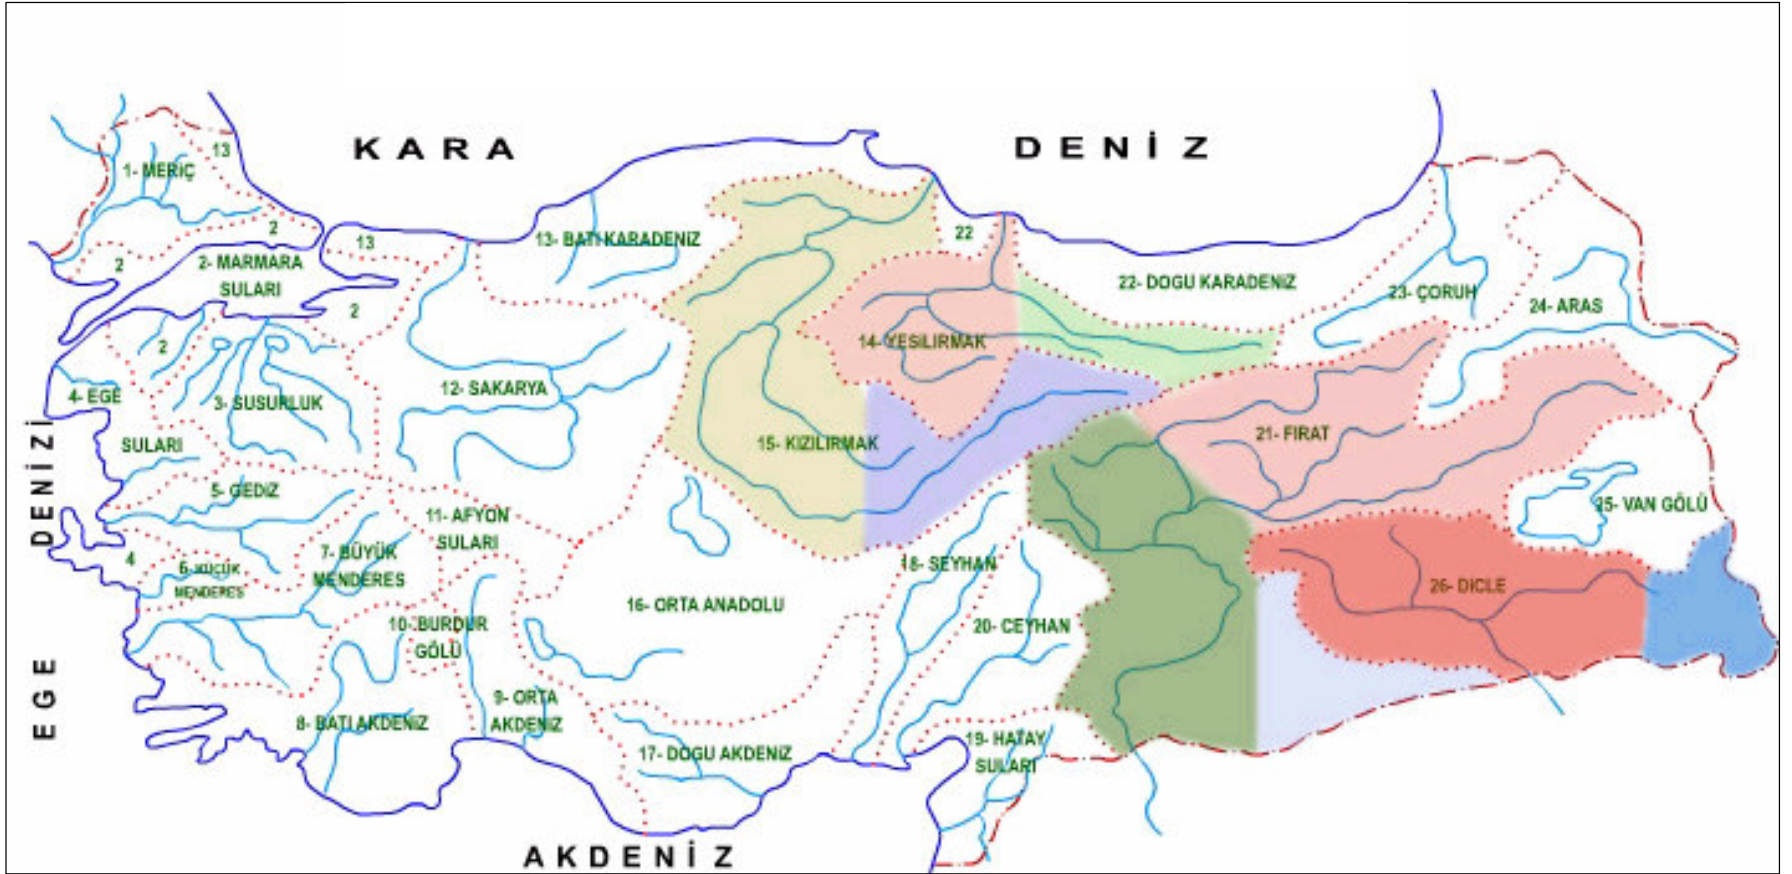 KARA DENİZ
13
1- MERİÇ
2
13
13- BATI KARADENİZ
22
2
2- MARMARA
SULARI
22- DOGU KARADENİZ
23- ÇORUH
24- ARAS
2
2
14- YESILIRMAK
4- EGE
SULARI
3- SUSURLUK
12- SAKARYA
15- KIZILIRMAK
21- FIRAT
EGE DENİZİ
5- GEDİZ
11- AFYON
SULARI
25- VAN GÖLÜ
4
6- KÜÇÜK
MENDERES
7- BÜYÜK
MENDERES
18- SEYHAN
26- DİCLE
16- ORTA ANADOLU
10- BURDUR
GÖLÜ
20- CEYHAN
9- ORTA
AKDENİZ
8- BATI AKDENİZ
17- DOGU AKDENİZ
19- HATAY
SULARI
AKDENİZ